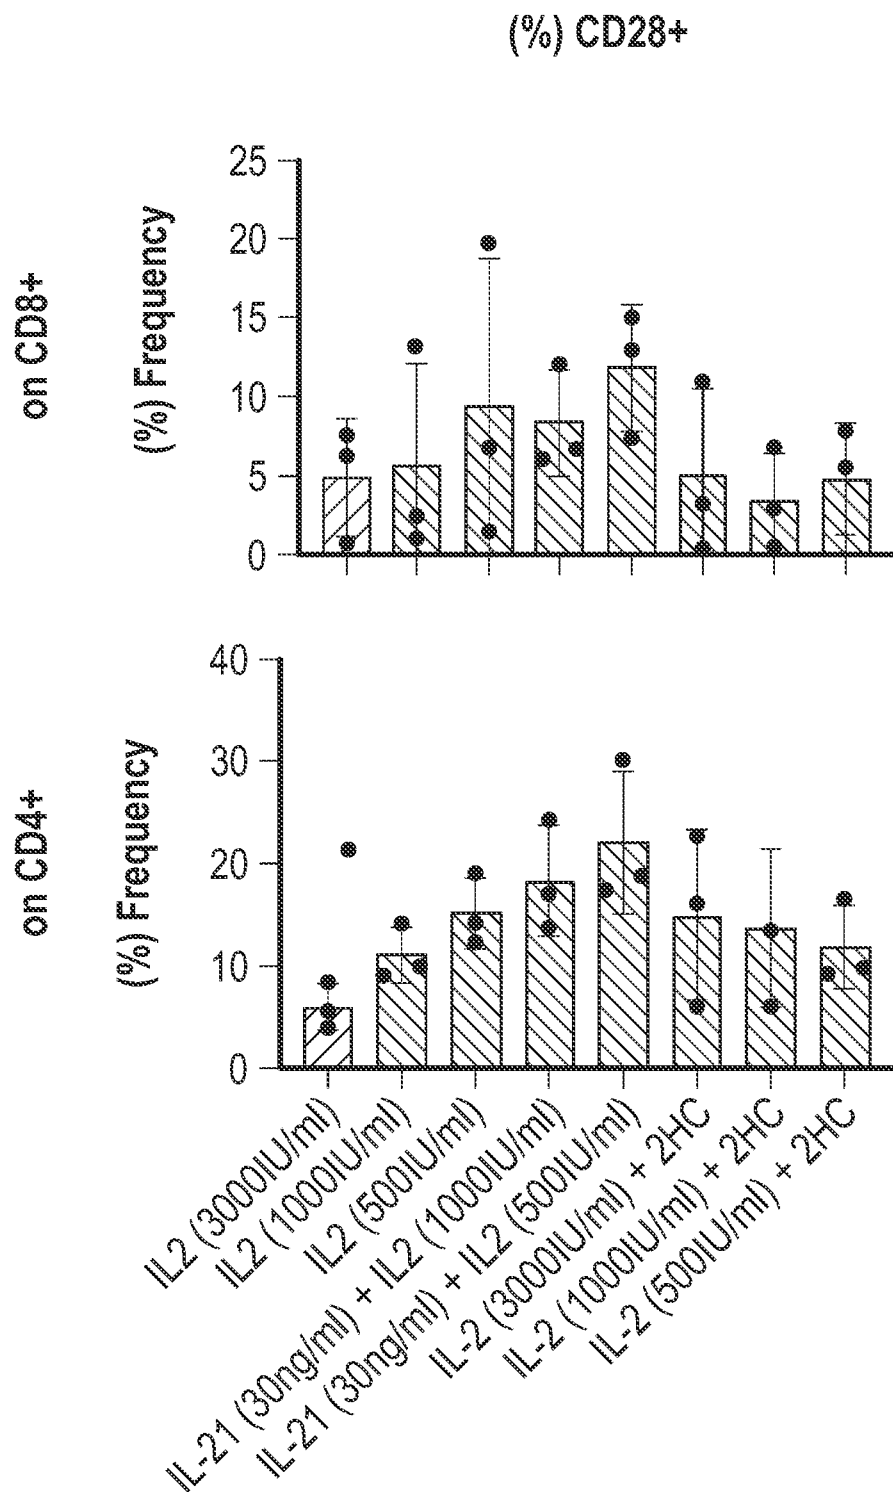 (%) CD28+
on CD8+
(%) Frequency
25
20
15
10
5
0
on CD4+
(%) Frequency
40
30
20
10
0
IL2 (3000IU/ml)
IL2 (1000IU/ml)
IL2 (500IU/ml)
IL-21 (30ng/ml) + IL2 (1000IU/ml)
IL-21 (30ng/ml) + IL2 (500IU/ml)
IL-2 (3000IU/ml) + 2HC
IL-2 (1000IU/ml) + 2HC
IL-2 (500IU/ml) + 2HC